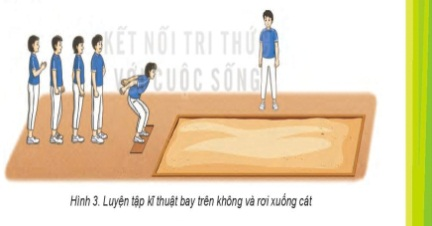 KẾT NỐI TRI THỨ
VỚI CUỘC SỐNG
Hình 3. Luyện tập kĩ thuật bay trên không và rơi xuống cát